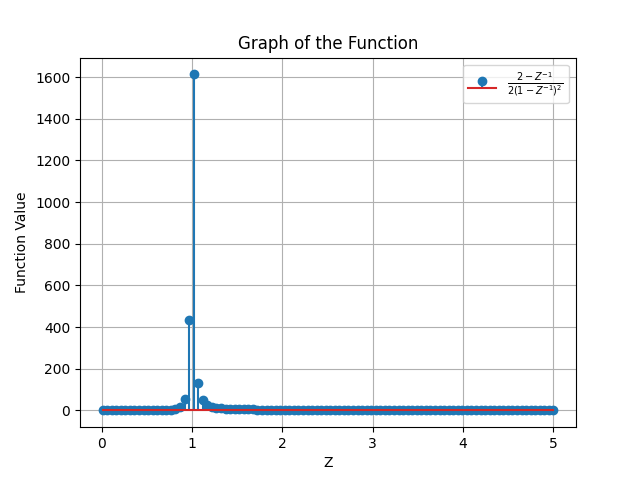 Graph of the Function
Function Value
1600
1400
1200
1000
800
600
400
200
0
0 1 2 3 4 5
Z
2 − Z⁻¹
2(1 − Z⁻¹)²